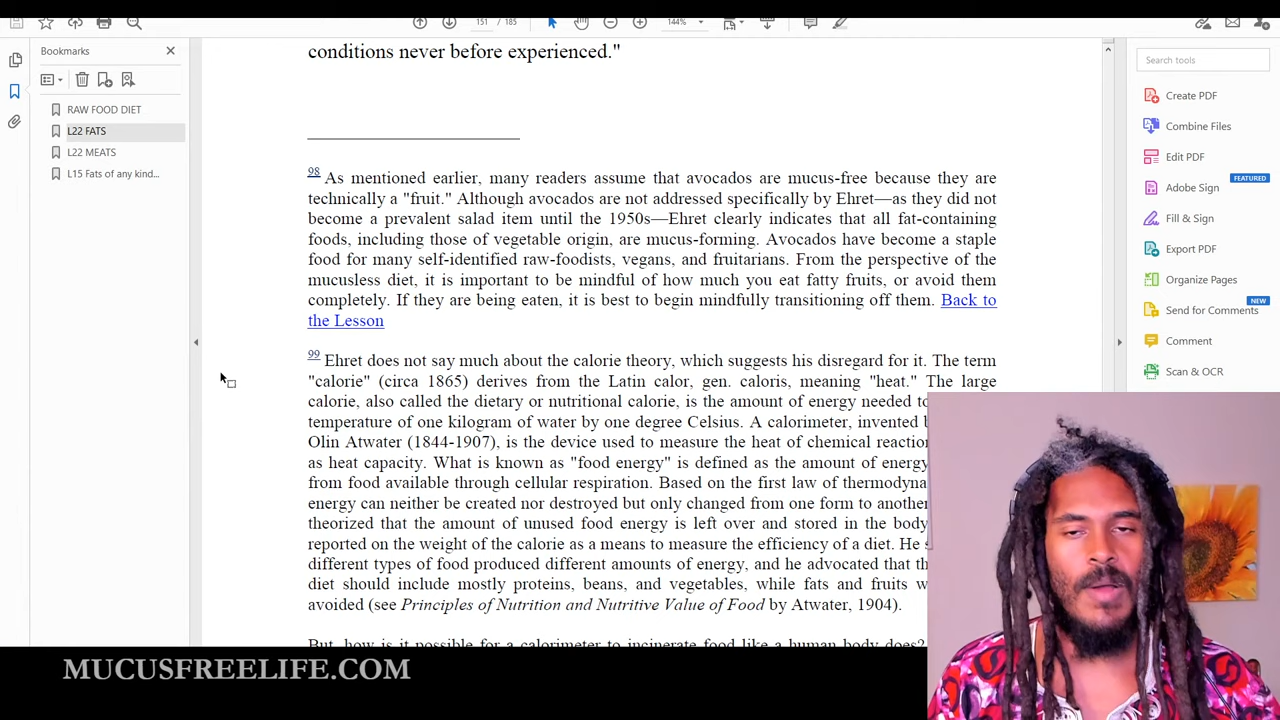 151 / 185
144%
Bookmarks
RAW FOOD DIET
L22 FATS
L22 MEATS
L15 Fats of any kind...
conditions never before experienced."
98 As mentioned earlier, many readers assume that avocados are mucus-free because they are
technically a "fruit." Although avocados are not addressed specifically by Ehret—as they did not
become a prevalent salad item until the 1950s—Ehret clearly indicates that all fat-containing
foods, including those of vegetable origin, are mucus-forming. Avocados have become a staple
food for many self-identified raw-foodists, vegans, and fruitarians. From the perspective of the
mucusless diet, it is important to be mindful of how much you eat fatty fruits, or avoid them
completely. If they are being eaten, it is best to begin mindfully transitioning off them. Back to
the Lesson
99 Ehret does not say much about the calorie theory, which suggests his disregard for it. The term
"calorie" (circa 1865) derives from the Latin calor, gen. caloris, meaning "heat." The large
calorie, also called the dietary or nutritional calorie, is the amount of energy needed to
temperature of one kilogram of water by one degree Celsius. A calorimeter, invented
Olin Atwater (1844-1907), is the device used to measure the heat of chemical
as heat capacity. What is known as "food energy" is defined as the amount of energy
from food available through cellular respiration. Based on the first law of
energy can neither be created nor destroyed but only changed from one form to
theorized that the amount of unused food energy is left over and stored in the body
reported on the weight of the calorie as a means to measure the efficiency of a diet. He
different types of food produced different amounts of energy, and he advocated that
diet should include mostly proteins, beans, and vegetables, while fats and fruits
avoided (see Principles of Nutrition and Nutritive Value of Food by Atwater, 1904).
But, how is it possible for a calorimeter to incinerate food like a human body does?
Search tools
Create PDF
Combine Files
Edit PDF
FEATURED
Adobe Sign
Fill & Sign
Export PDF
Organize Pages
NEW
Send for Comments
Comment
Scan & OCR
MUCUSFREELIFE.COM